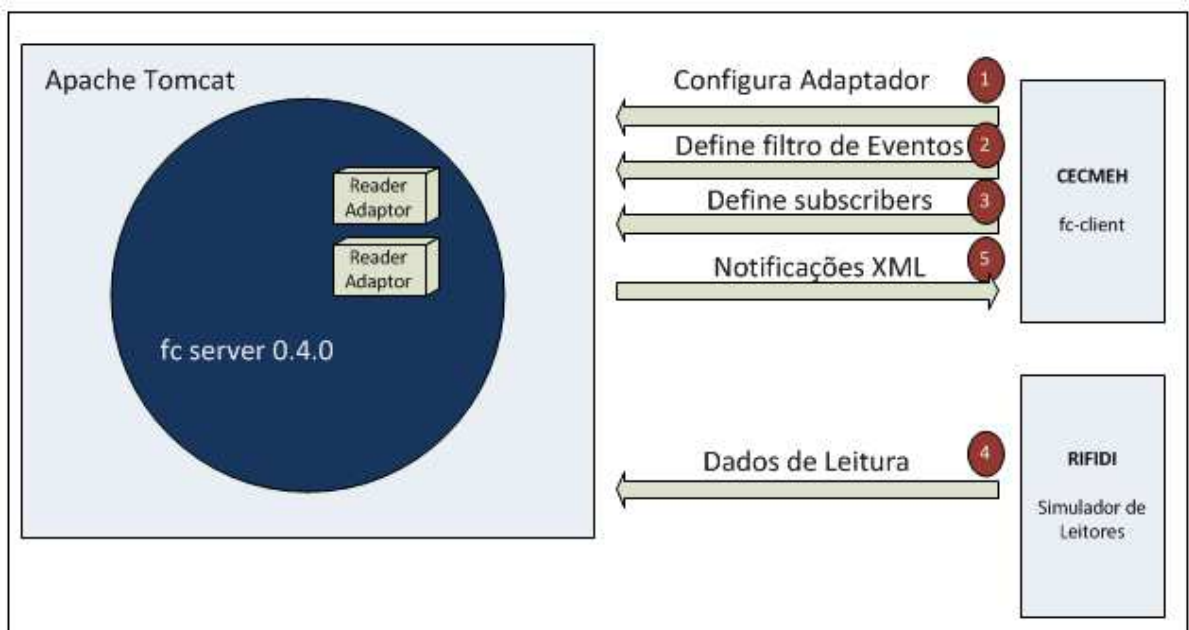 Apache Tomcat
Reader
Adaptor
Reader
Adaptor
fc server 0.4.0
Configura Adaptador
1
Define filtro de Eventos
2
Define subscribers
3
Notificações XML
5
CECMEH
fc-client
Dados de Leitura
4
RIFIDI
Simulador de
Leitores